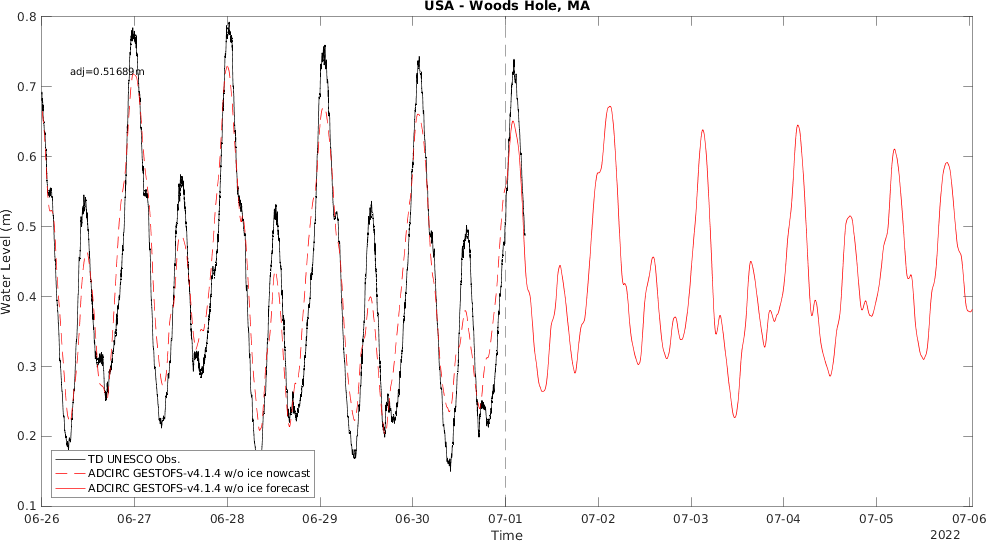 USA - Woods Hole, MA
0.8
0.7
0.6
0.5
0.4
0.3
0.2
0.1
Water Level (m)
adj=0.51689m
TD UNESCO Obs.
ADCIRC GESTOFS-v4.1.4 w/o ice nowcast
ADCIRC GESTOFS-v4.1.4 w/o ice forecast
06-26 06-27 06-28 06-29 06-30 07-01 07-02 07-03 07-04 07-05 07-06
Time
2022